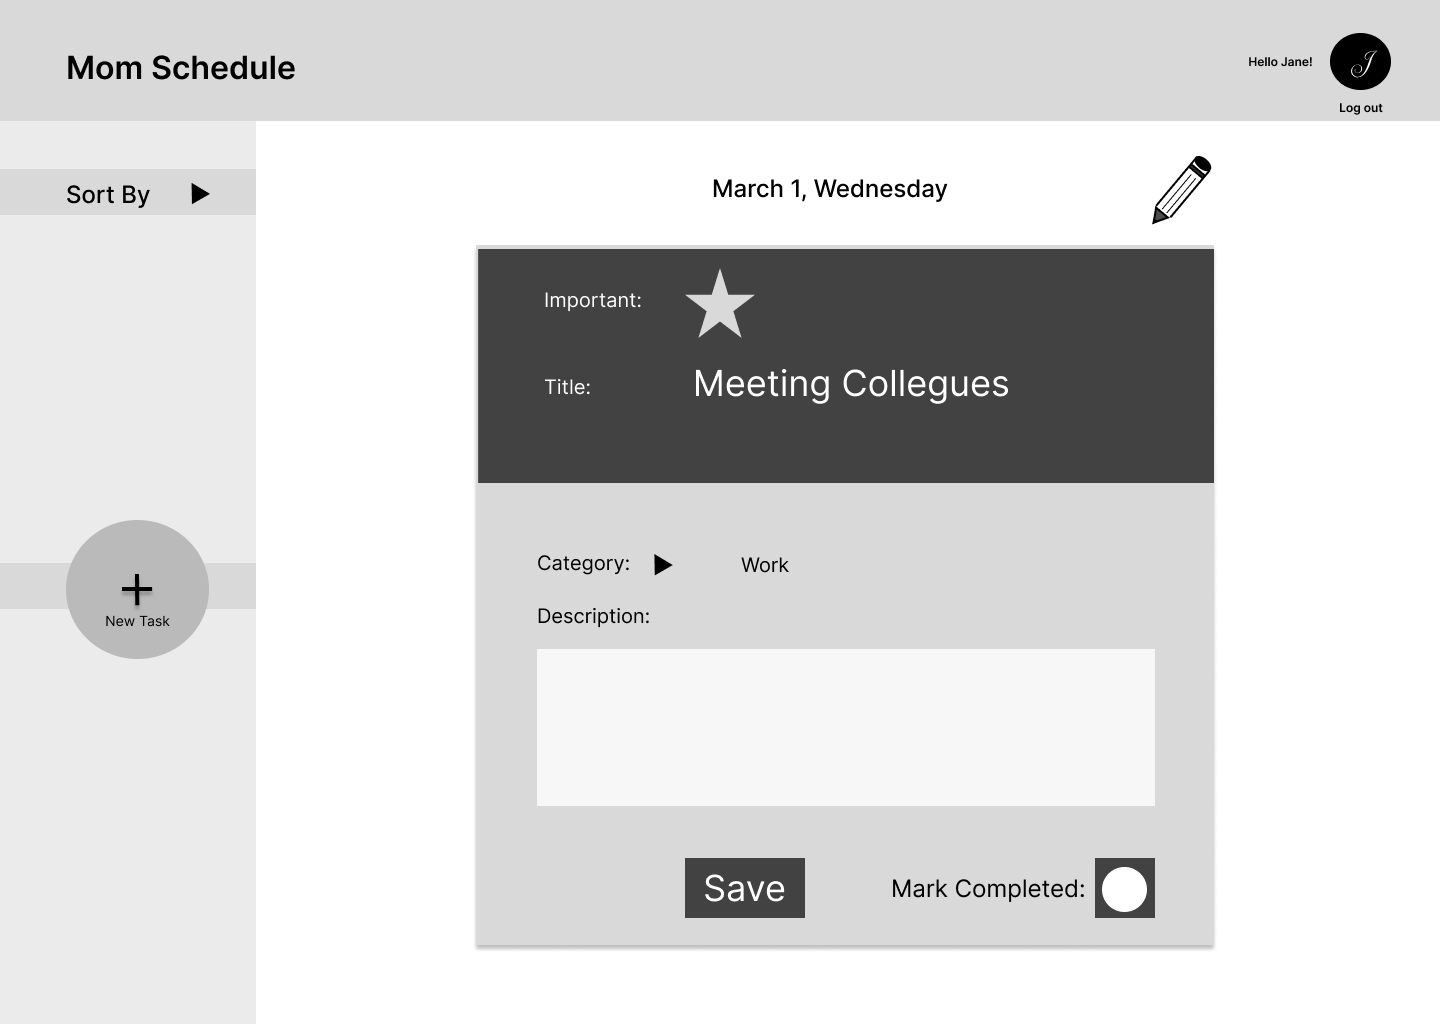 Mom Schedule
Hello Jane!
J
Log out
Sort By
March 1, Wednesday
Important:
Title:
Meeting Collegues
Category:
Work
Description:
New Task
Save
Mark Completed: